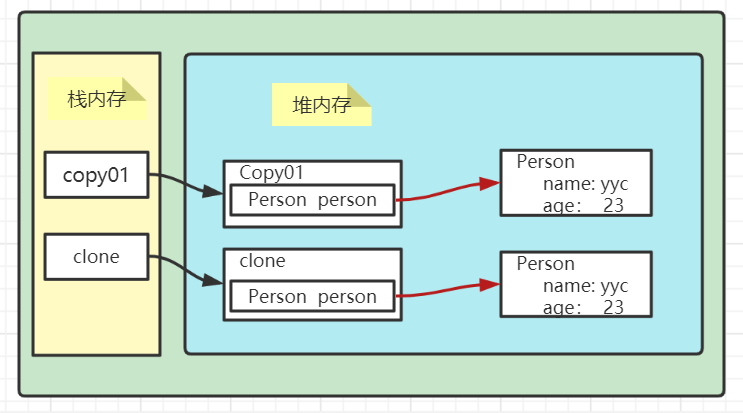 栈内存
堆内存
copy01
Copy01
Person person
Person
name: yyc
age: 23
clone
clone
Person person
Person
name: yyc
age: 23